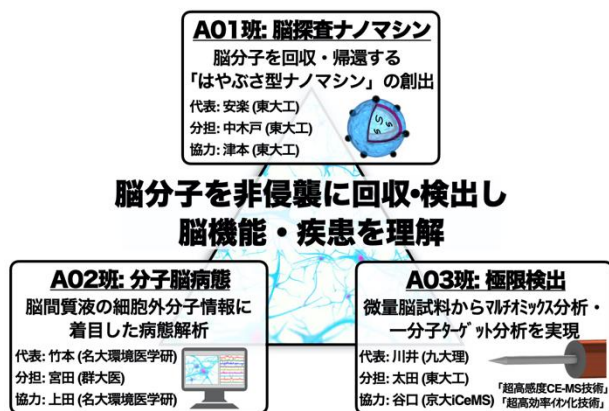 A01班: 脳探査ナノマシン
脳分子を回収・帰還する
「はやぶさ型ナノマシン」の創出
代表: 安楽 (東大工)
分担: 中木戸 (東大工)
協力: 津本 (東大工)
脳分子を非侵襲に回収・検出し
脳機能・疾患を理解
A02班: 分子脳病態
脳間質液の細胞外分子情報に
着目した病態解析
代表: 竹本 (名大環境医学研)
分担: 宮田 (群大医)
協力: 上田 (名大環境医学研)
A03班: 極限検出
微量脳試料からマルチオミックス分析・
一分子ターゲット分析を実現
代表: 川井 (九大理)
分担: 太田 (東大工)
協力: 谷口 (京大iCeMS)
「超高感度CE-MS技術」
「超高効率イオン化技術」